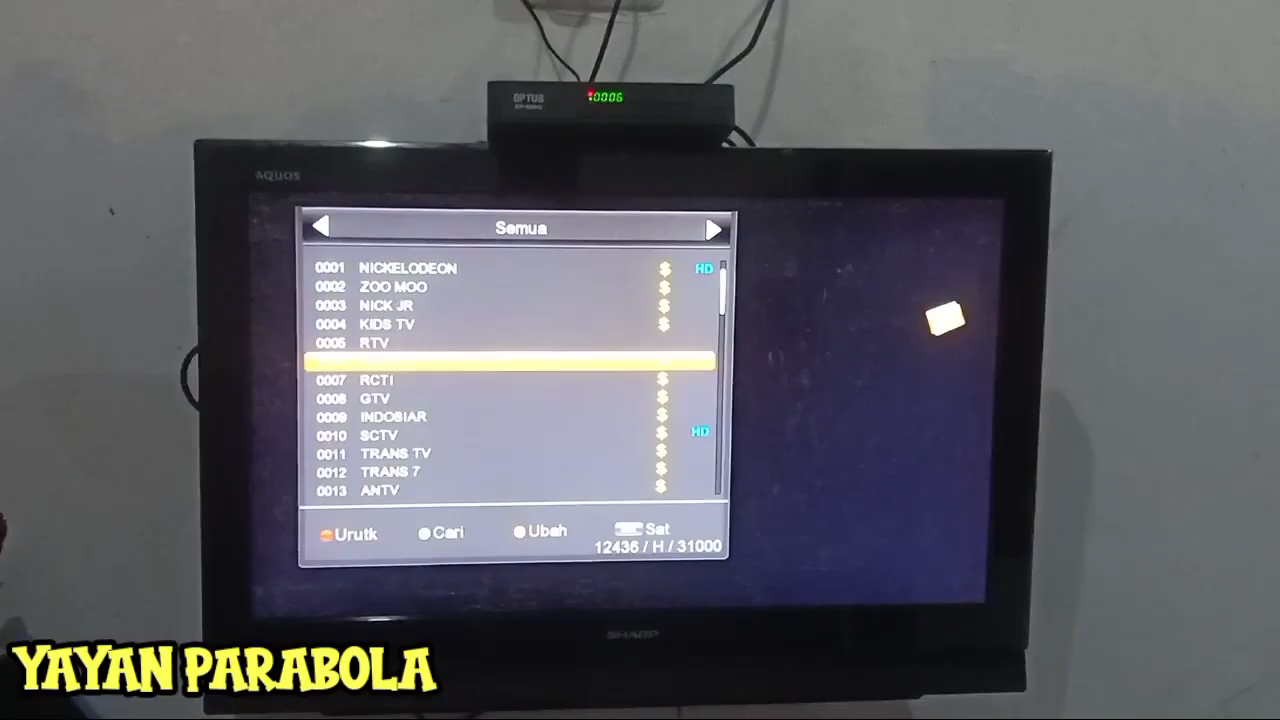 OPTUS
0006
AQUOS
Semua
0001 NICKELODEON $ HD
0002 ZOO MOO $
0003 NICK JR $
0004 KIDS TV $
0005 RTV
0007 RCTI $
0008 GTV $
0009 INDOSIAR $
0010 SCTV $ HD
0011 TRANS TV $
0012 TRANS 7 $
0013 ANTV $
Urutk Cari Ubah Sat
12436 / H / 31000
SHARP
YAYAN PARABOLA